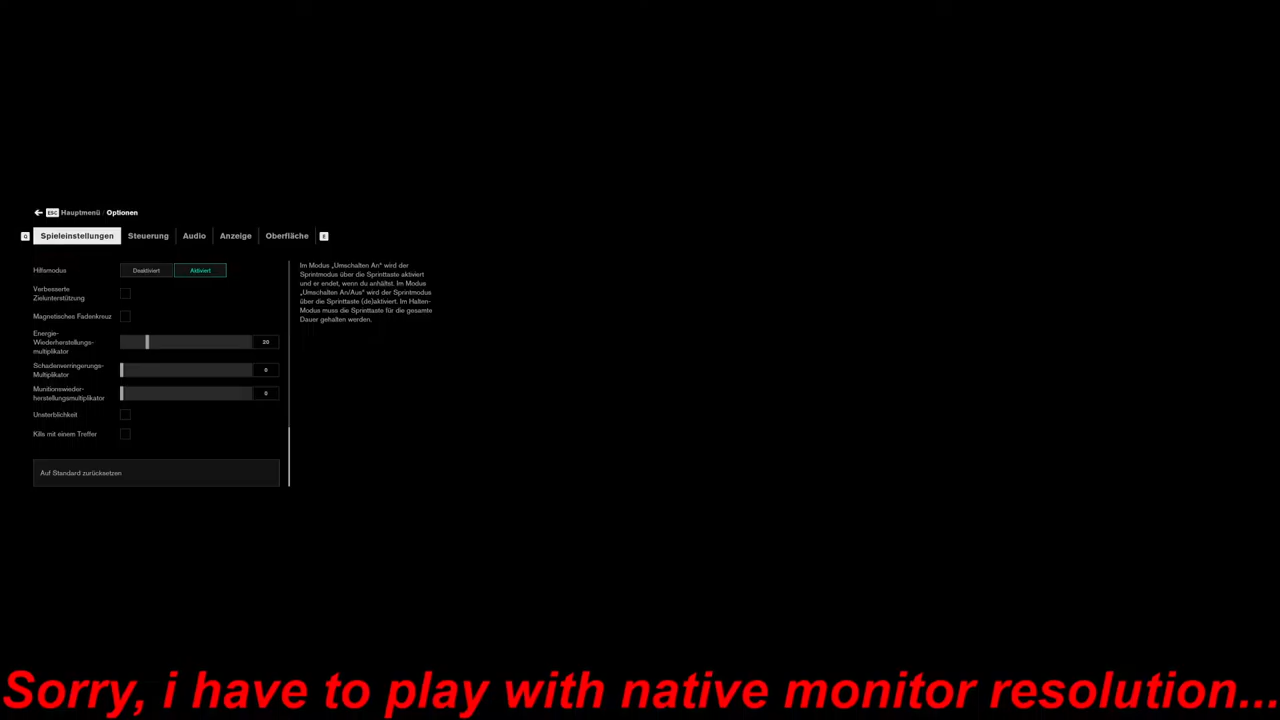 ESC Hauptmenü / Optionen
Q Spieleinstellungen Steuerung Audio Anzeige Oberfläche E
Hilfsmodus Deaktiviert Aktiviert
Verbesserte
Zielunterstützung
Magnetisches Fadenkreuz
Energie-
Wiederherstellungs-
multiplikator
20
Schadenverringerungs-
Multiplikator
0
Munitionswieder-
herstellungsmultiplikator
0
Unsterblichkeit
Kills mit einem Treffer
Auf Standard zurücksetzen
Im Modus „Umschalten An“ wird der
Sprintmodus über die Sprinttaste aktiviert
und er endet, wenn du anhältst. Im Modus
„Umschalten An/Aus“ wird der Sprintmodus
über die Sprinttaste (de)aktiviert. Im Halten-
Modus muss die Sprinttaste für die gesamte
Dauer gehalten werden.
Sorry, i have to play with native monitor resolution...